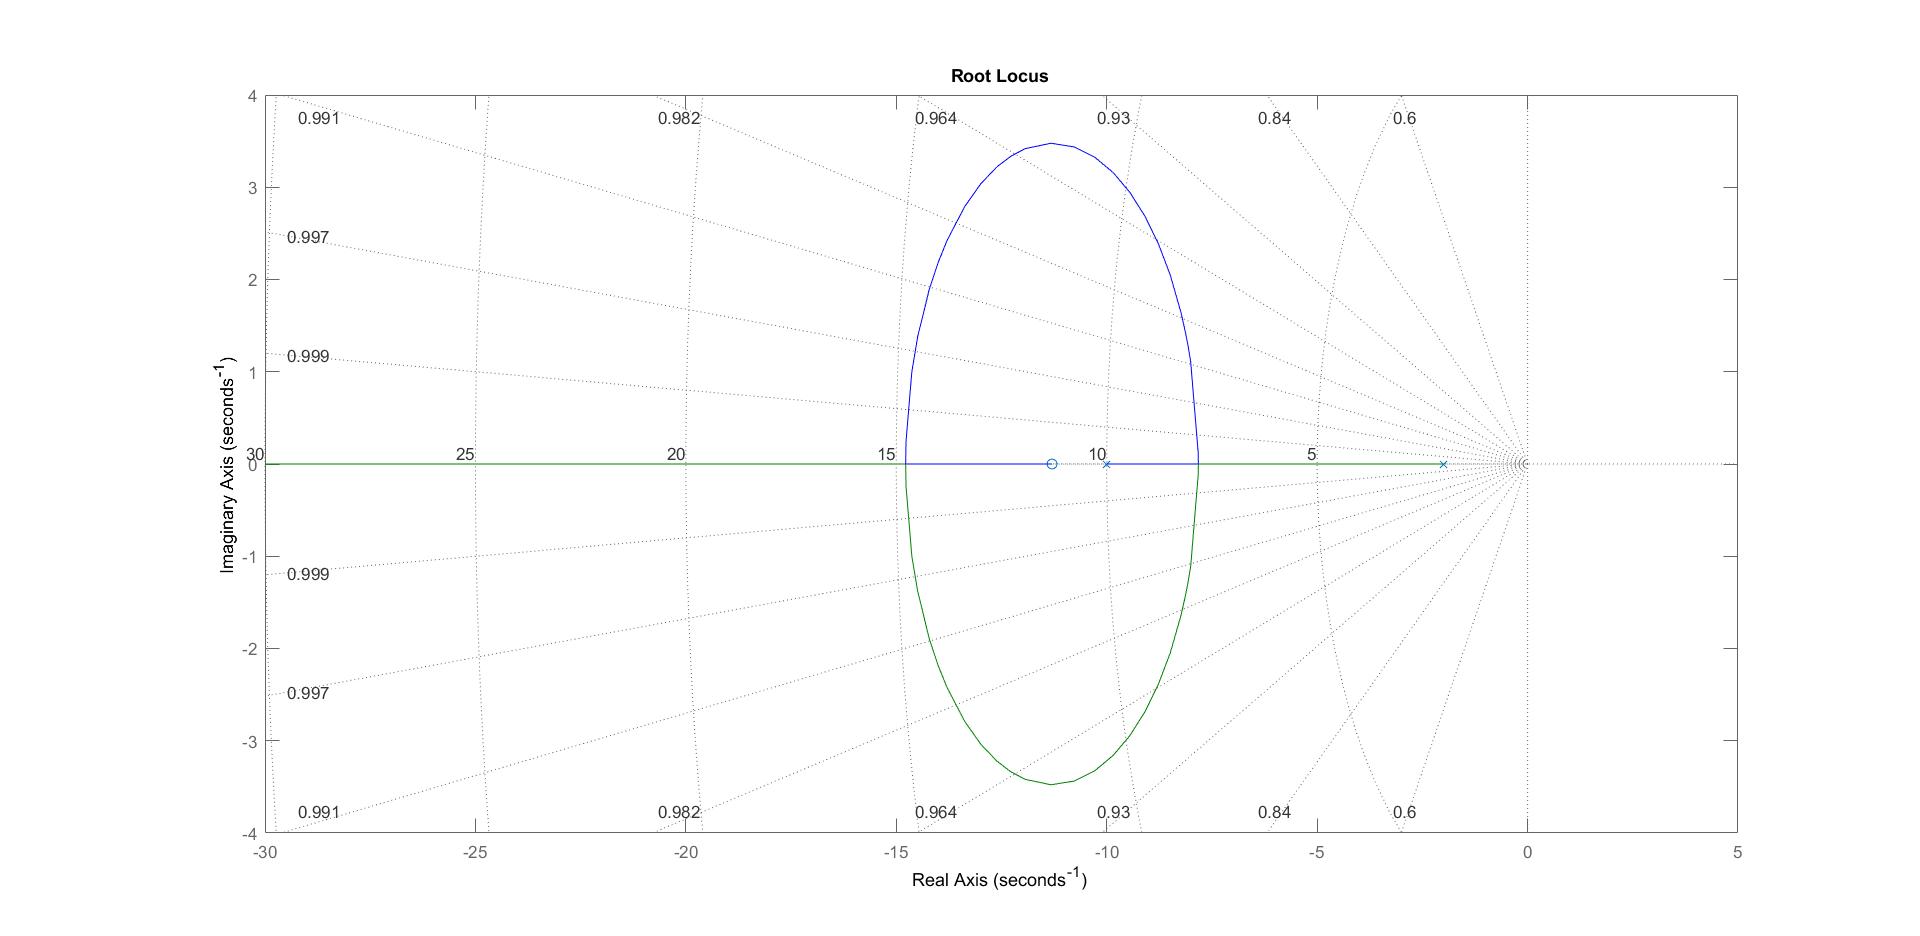 Root Locus
4
0.991 0.982 0.964 0.93 0.84 0.6
3
0.997
2
0.999
1
30 25 20 15 10 5
0
-1
0.999
-2
0.997
-3
0.991 0.982 0.964 0.93 0.84 0.6
-4
-30 -25 -20 -15 -10 -5 0 5
Real Axis (seconds⁻¹)
Imaginary Axis (seconds⁻¹)